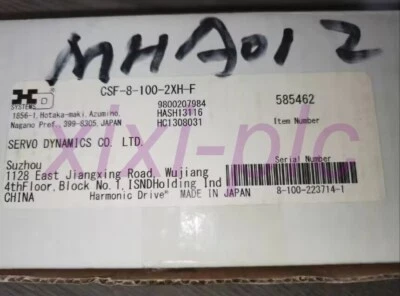 MHA012
CSF-8-100-2XH-F
SYSTEMS
1856-1, Hotaka-maki, Azumino,
Nagano Pref., 399-8305, JAPAN
9800207984
HASH13116
HC1308031
585462
Item Number
SERVO DYNAMICS CO. LTD.
Suzhou
1128 East Jiangxing Road, Wujiang
4thFloor, Block No.1, ISNDHolding Ind
CHINA
Harmonic Drive® MADE IN JAPAN
Serial Number
8-100-223714-1
xixi-plc